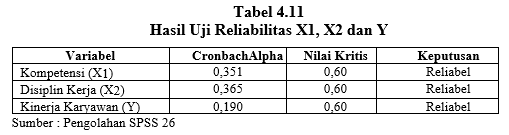 Tabel 4.11
Hasil Uji Reliabilitas X1, X2 dan Y
Variabel CronbachAlpha Nilai Kritis Keputusan
Kompetensi (X1) 0,351 0,60 Reliabel
Disiplin Kerja (X2) 0,365 0,60 Reliabel
Kinerja Karyawan (Y) 0,190 0,60 Reliabel
Sumber : Pengolahan SPSS 26